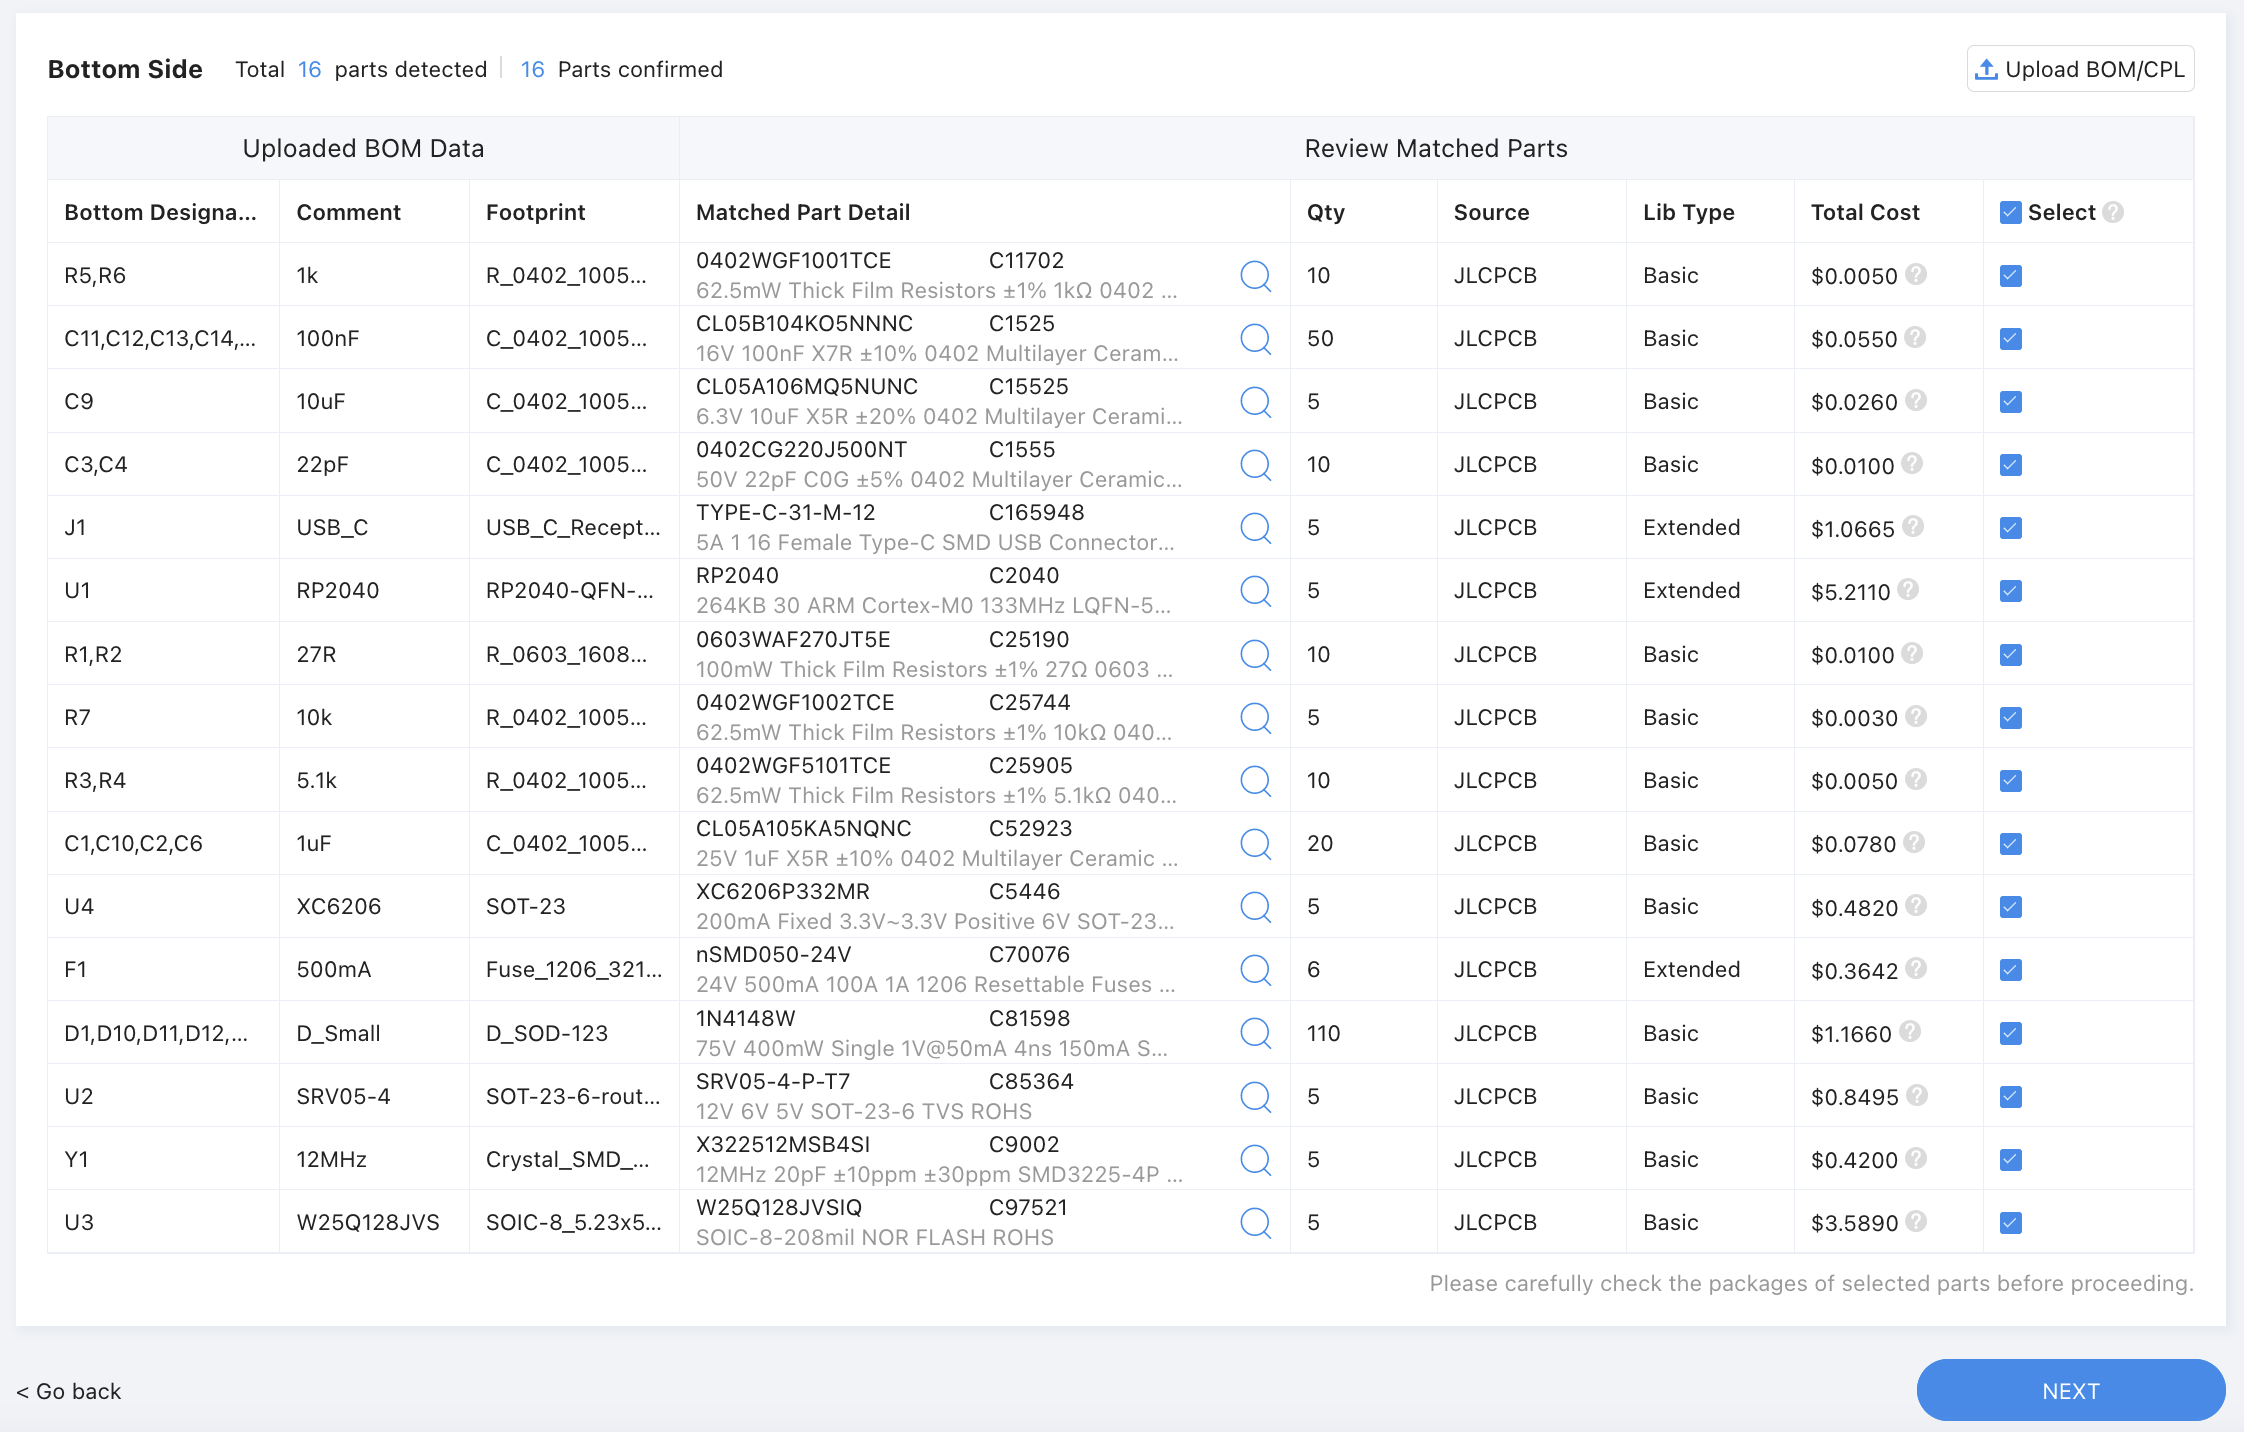 Bottom Side Total 16 parts detected 16 Parts confirmed Upload BOM/CPL
Uploaded BOM Data Review Matched Parts
Bottom Designa... Comment Footprint Matched Part Detail Qty Source Lib Type Total Cost Select ?
0402WGF1001TCE C11702
R5,R6 1k R_0402_1005... 10 JLCPCB Basic $0.0050 ?
62.5mW Thick Film Resistors ±1% 1kΩ 0402 ...
CL05B104KO5NNNC C1525
C11,C12,C13,C14,... 100nF C_0402_1005... 50 JLCPCB Basic $0.0550 ?
16V 100nF X7R ±10% 0402 Multilayer Ceram...
CL05A106MQ5NUNC C15525
C9 10uF C_0402_1005... 5 JLCPCB Basic $0.0260 ?
6.3V 10uF X5R ±20% 0402 Multilayer Cerami...
0402CG220J500NT C1555
C3,C4 22pF C_0402_1005... 10 JLCPCB Basic $0.0100 ?
50V 22pF C0G ±5% 0402 Multilayer Ceramic...
TYPE-C-31-M-12 C165948
J1 USB_C USB_C_Recept... 5 JLCPCB Extended $1.0665 ?
5A 1 16 Female Type-C SMD USB Connector...
RP2040 C2040
U1 RP2040 RP2040-QFN-... 5 JLCPCB Extended $5.2110 ?
264KB 30 ARM Cortex-M0 133MHz LQFN-5...
0603WAF270JT5E C25190
R1,R2 27R R_0603_1608... 10 JLCPCB Basic $0.0100 ?
100mW Thick Film Resistors ±1% 27Ω 0603 ...
0402WGF1002TCE C25744
R7 10k R_0402_1005... 5 JLCPCB Basic $0.0030 ?
62.5mW Thick Film Resistors ±1% 10kΩ 040...
0402WGF5101TCE C25905
R3,R4 5.1k R_0402_1005... 10 JLCPCB Basic $0.0050 ?
62.5mW Thick Film Resistors ±1% 5.1kΩ 040...
CL05A105KA5NQNC C52923
C1,C10,C2,C6 1uF C_0402_1005... 20 JLCPCB Basic $0.0780 ?
25V 1uF X5R ±10% 0402 Multilayer Ceramic ...
XC6206P332MR C5446
U4 XC6206 SOT-23 5 JLCPCB Basic $0.4820 ?
200mA Fixed 3.3V~3.3V Positive 6V SOT-23...
nSMD050-24V C70076
F1 500mA Fuse_1206_321... 6 JLCPCB Extended $0.3642 ?
24V 500mA 100A 1A 1206 Resettable Fuses ...
1N4148W C81598
D1,D10,D11,D12,... D_Small D_SOD-123 110 JLCPCB Basic $1.1660 ?
75V 400mW Single 1V@50mA 4ns 150mA S...
SRV05-4-P-T7 C85364
U2 SRV05-4 SOT-23-6-rout... 5 JLCPCB Basic $0.8495 ?
12V 6V 5V SOT-23-6 TVS ROHS
X322512MSB4SI C9002
Y1 12MHz Crystal_SMD_... 5 JLCPCB Basic $0.4200 ?
12MHz 20pF ±10ppm ±30ppm SMD3225-4P ...
W25Q128JVSIQ C97521
U3 W25Q128JVS SOIC-8_5.23x5... 5 JLCPCB Basic $3.5890 ?
SOIC-8-208mil NOR FLASH ROHS
Please carefully check the packages of selected parts before proceeding.
< Go back NEXT